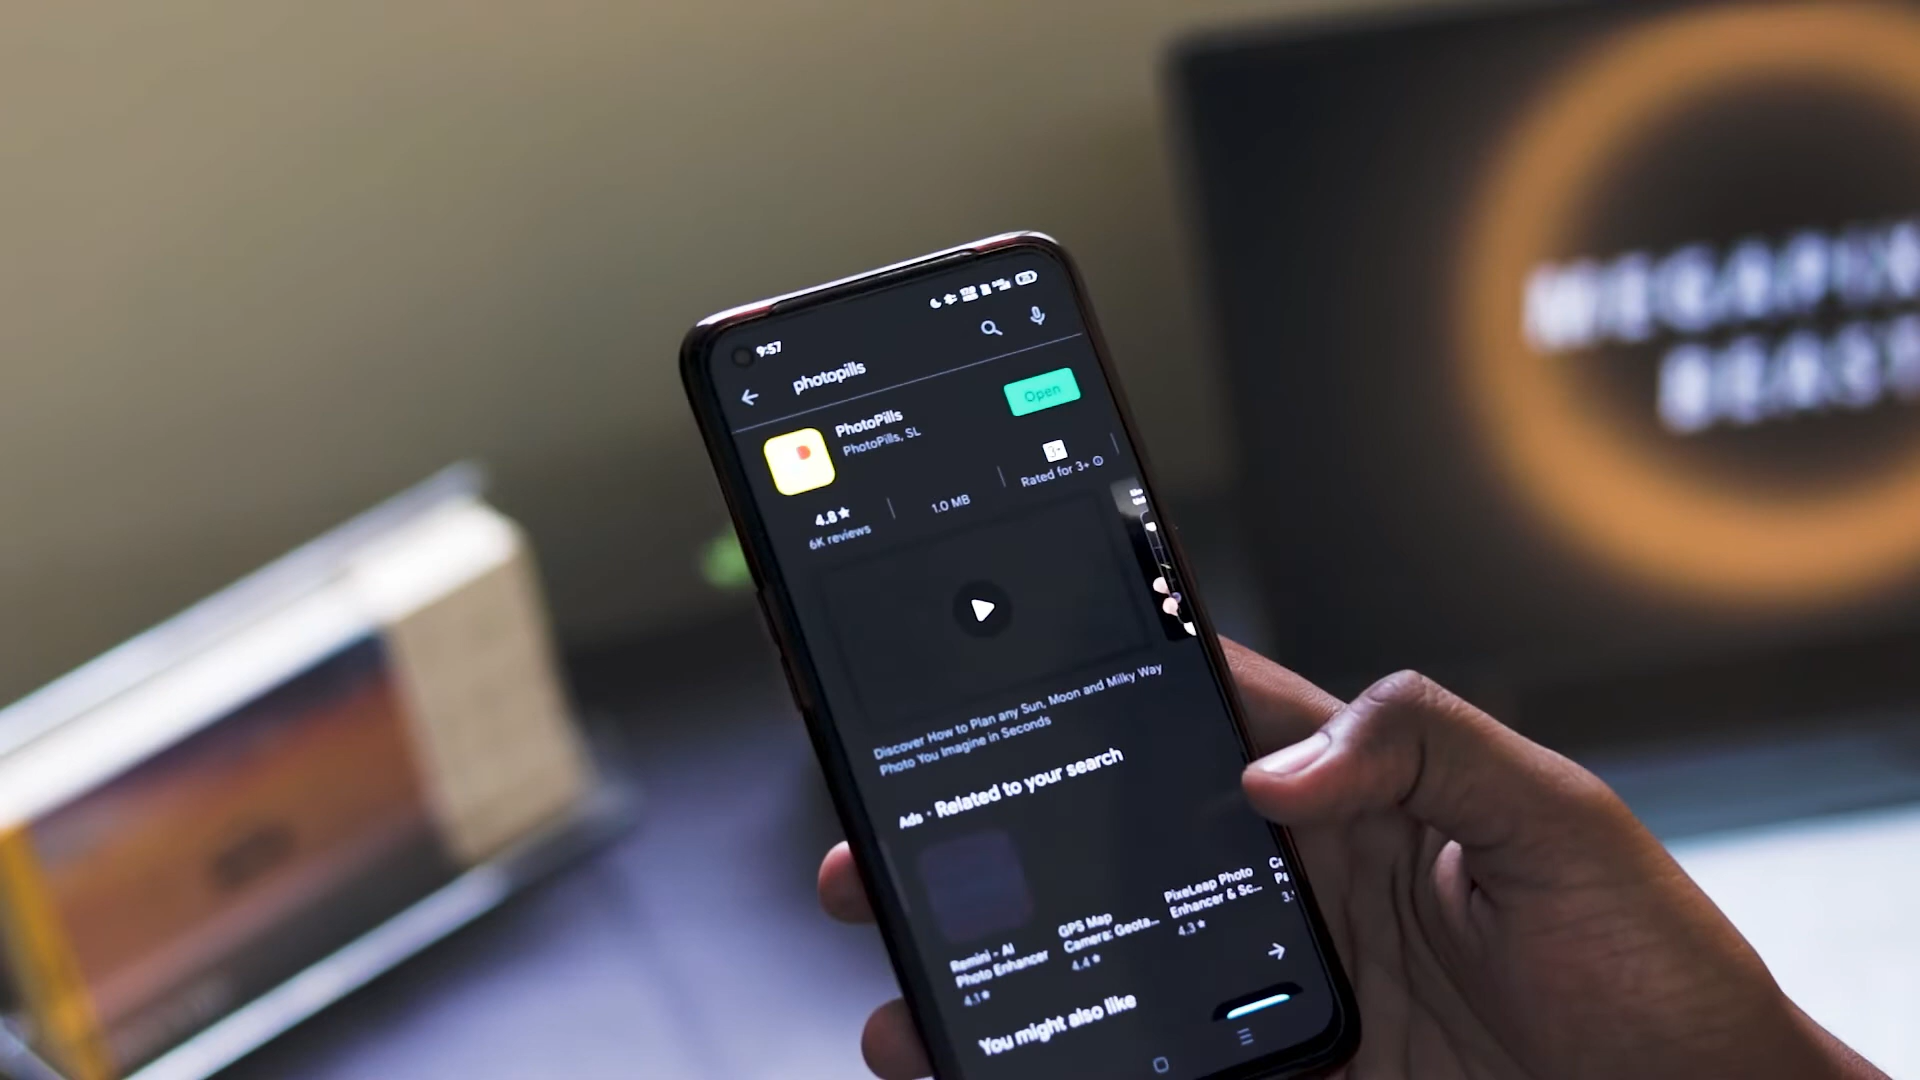 9:57
photopills
PhotoPills
PhotoPills, SL
Open
4.8★
6K reviews
1.0 MB
3+
Rated for 3+
Discover How to Plan any Sun, Moon and Milky Way
Photo You Imagine in Seconds
Ads · Related to your search
Remini - AI
Photo Enhancer
4.1★
GPS Map
Camera: Geota...
4.4★
PixeLeap Photo
Enhancer & Sc...
4.3★
You might also like
BEAST